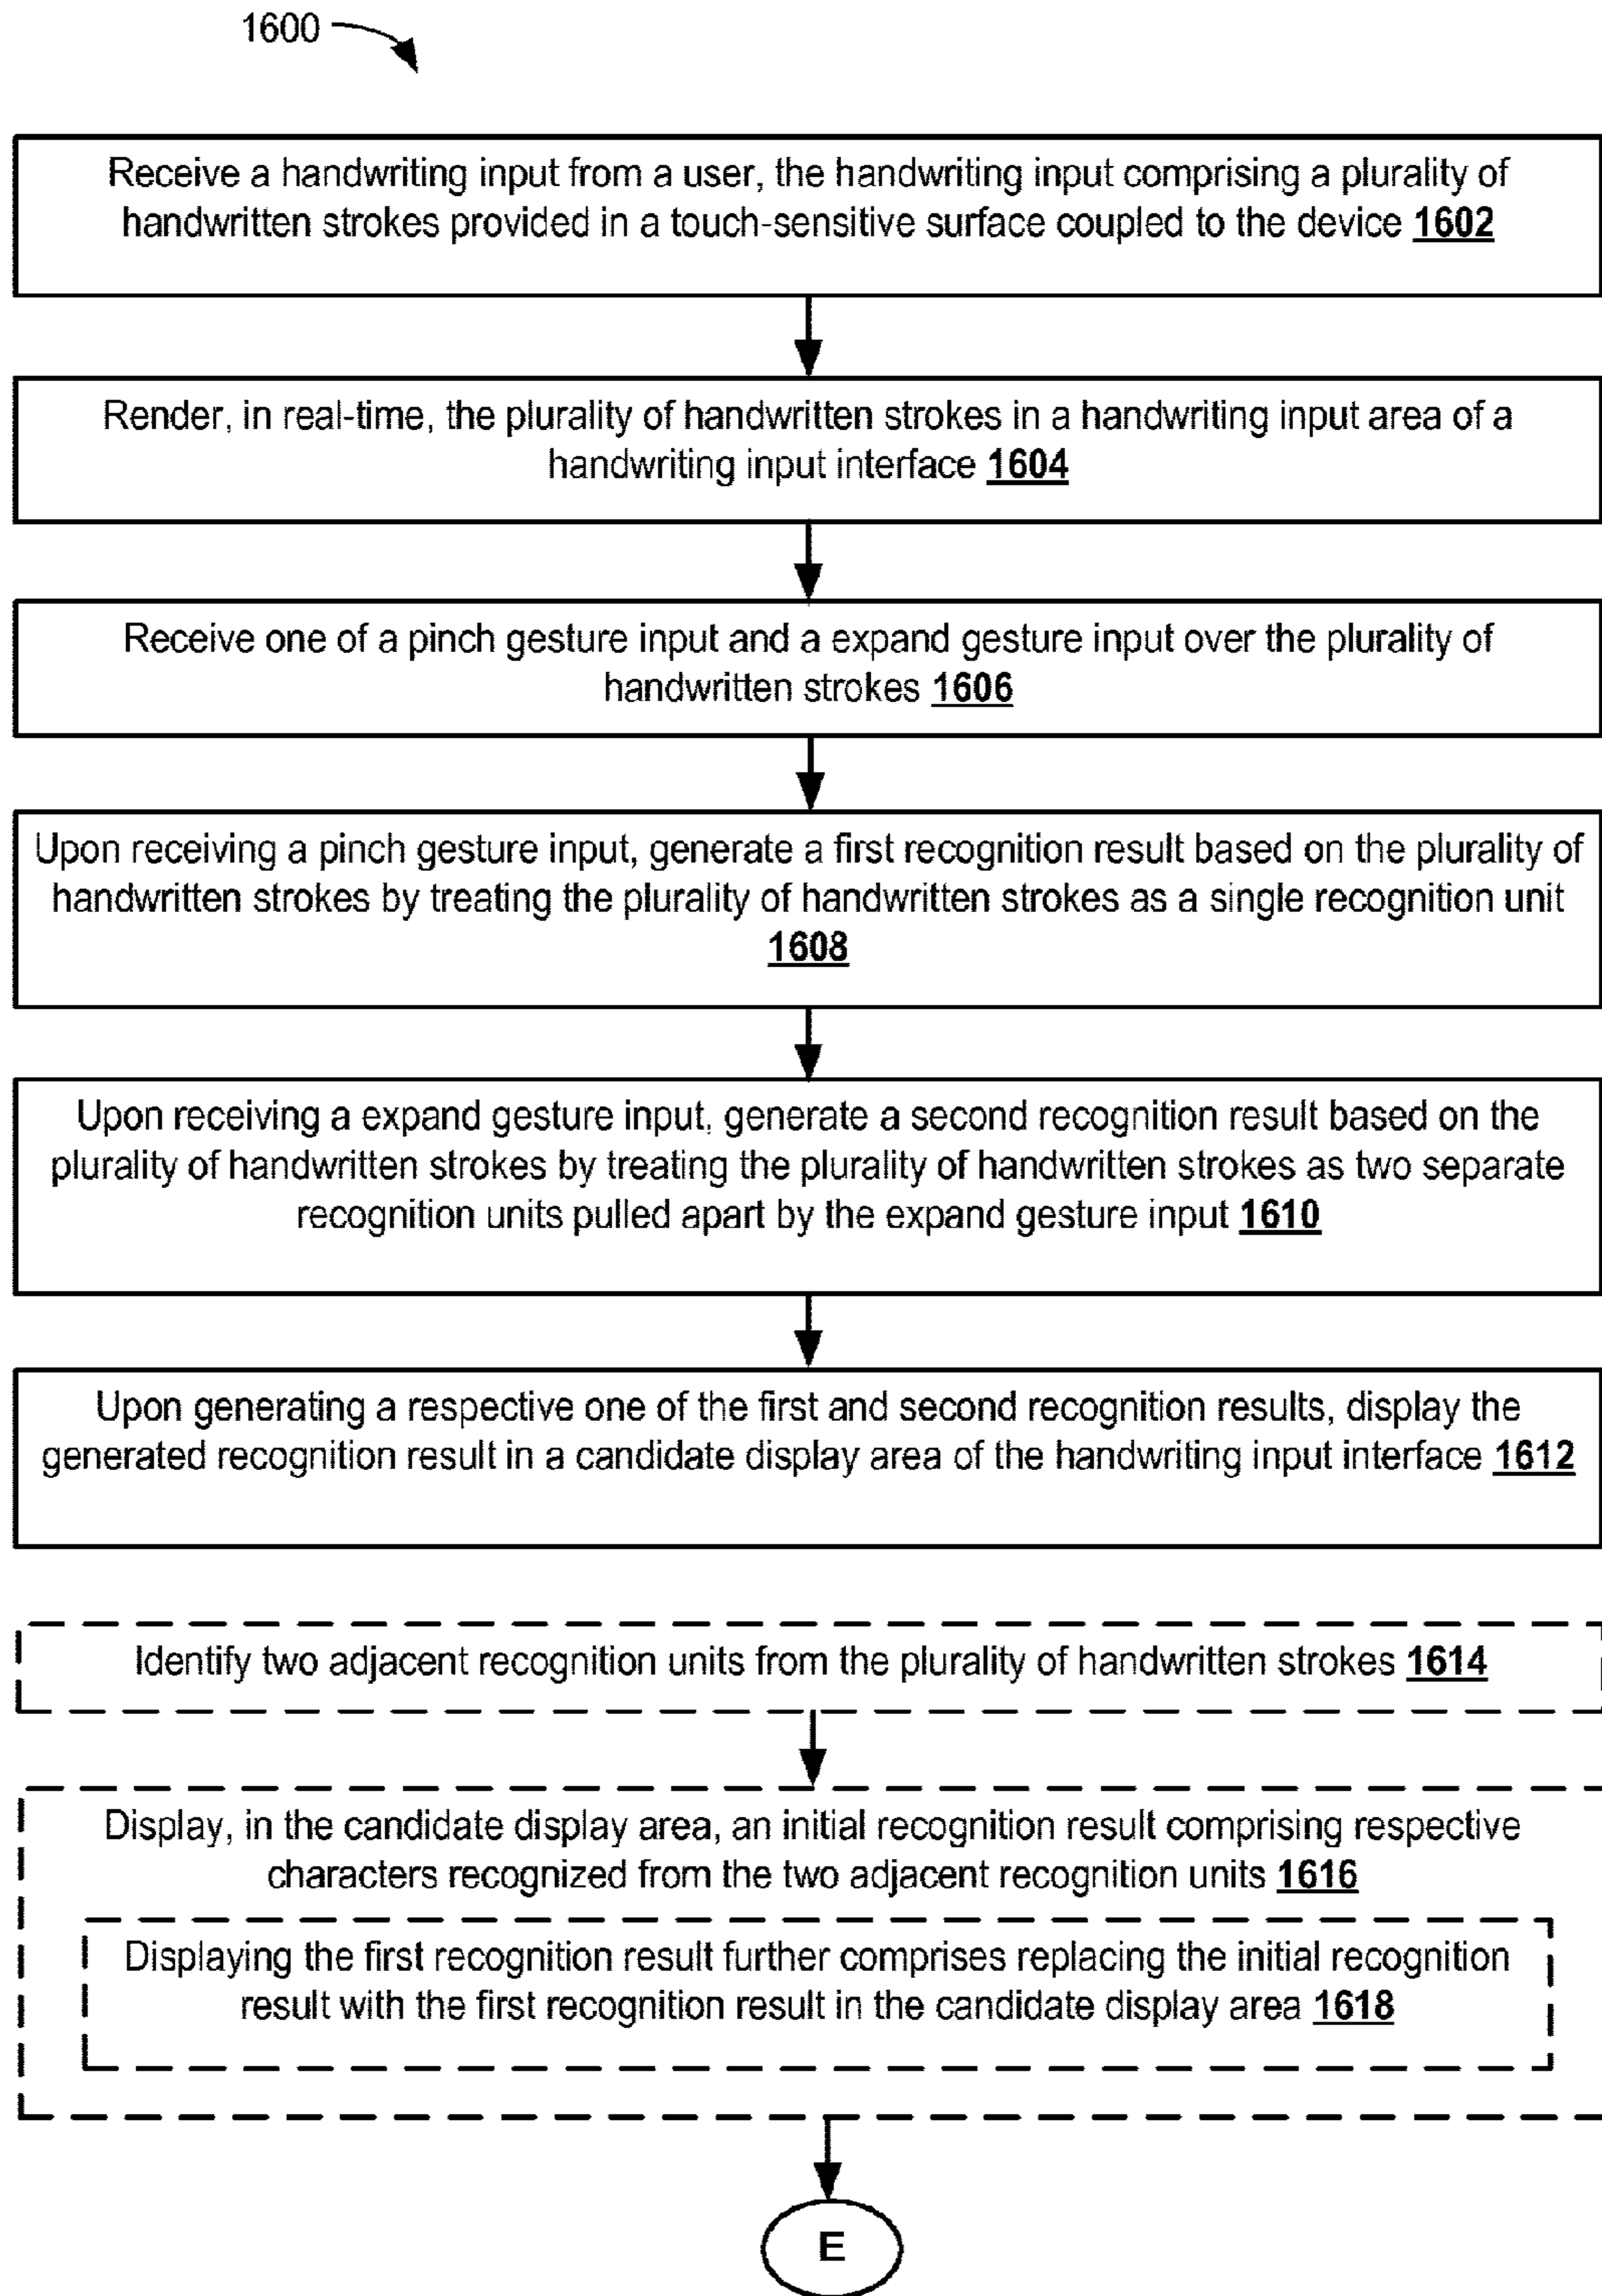 1600
Receive a handwriting input from a user, the handwriting input comprising a plurality of
handwritten strokes provided in a touch-sensitive surface coupled to the device 1602
Render, in real-time, the plurality of handwritten strokes in a handwriting input area of a
handwriting input interface 1604
Receive one of a pinch gesture input and a expand gesture input over the plurality of
handwritten strokes 1606
Upon receiving a pinch gesture input, generate a first recognition result based on the plurality of
handwritten strokes by treating the plurality of handwritten strokes as a single recognition unit
1608
Upon receiving a expand gesture input, generate a second recognition result based on the
plurality of handwritten strokes by treating the plurality of handwritten strokes as two separate
recognition units pulled apart by the expand gesture input 1610
Upon generating a respective one of the first and second recognition results, display the
generated recognition result in a candidate display area of the handwriting input interface 1612
Identify two adjacent recognition units from the plurality of handwritten strokes 1614
Display, in the candidate display area, an initial recognition result comprising respective
characters recognized from the two adjacent recognition units 1616
Displaying the first recognition result further comprises replacing the initial recognition
result with the first recognition result in the candidate display area 1618
E